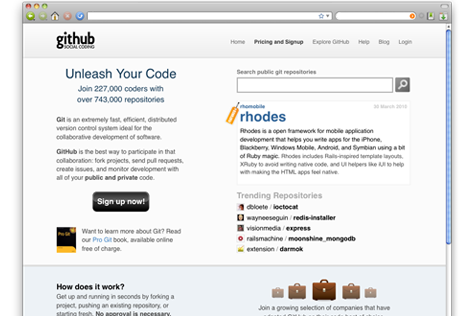 github
SOCIAL CODING
Home Pricing and Signup Explore GitHub Help Blog Login
Unleash Your Code
Join 227,000 coders with
over 743,000 repositories
Git is an extremely fast, efficient, distributed
version control system ideal for the
collaborative development of software.
GitHub is the best way to participate in that
collaboration: fork projects, send pull requests,
create issues, and monitor development with
all of your public and private code.
Sign up now!
Want to learn more about Git? Read
our Pro Git book, available online
free of charge.
Search public git repositories
rhomobile
30 March 2010
rhodes
Rhodes is a open framework for mobile application
development that helps you write apps for the iPhone,
Blackberry, Windows Mobile, Android, and Symbian using a bit
of Ruby magic. Rhodes includes Rails-inspired template layouts,
XRuby to avoid writing native code, and UI helpers like iUI to help
with making the HTML apps feel native.
Trending Repositories
dbloete / ioctocat
wayneeseguin / redis-installer
visionmedia / express
railsmachine / moonshine_mongodb
extension / darmok
How does it work?
Get up and running in seconds by forking a
project, pushing an existing repository, or
starting fresh. No approval is necessary.
Join a growing selection of companies that have